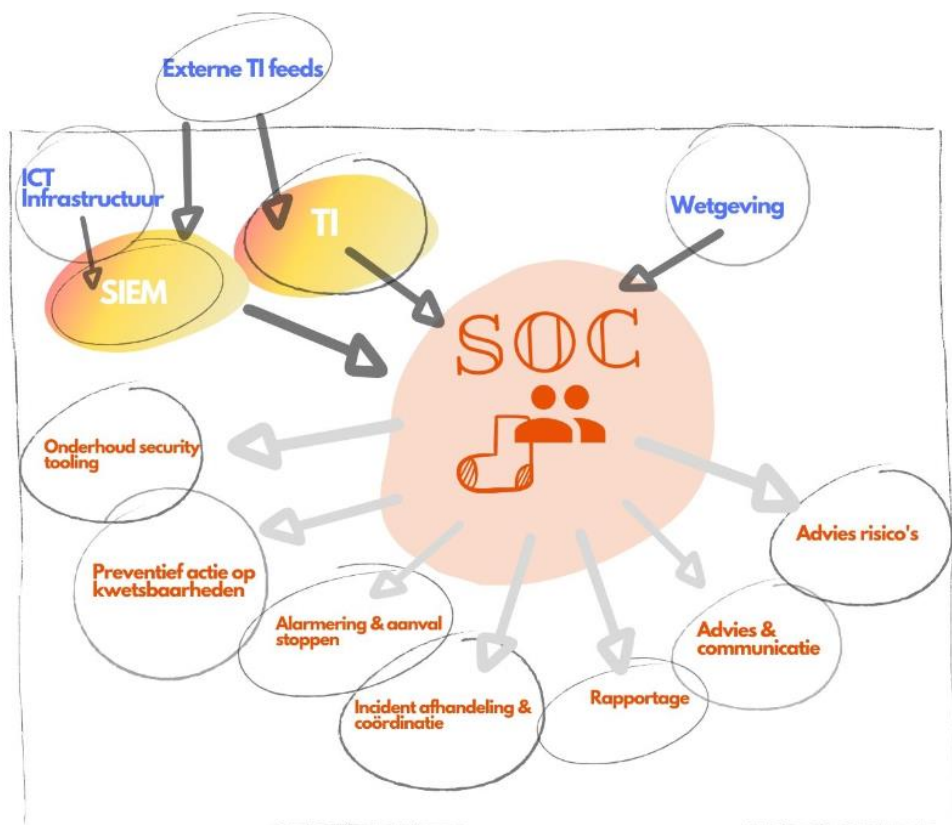 Externe TI feeds
ICT
Infrastructuur
TI
Wetgeving
SIEM
SOC
Onderhoud security
tooling
Preventief actie op
kwetsbaarheden
Alarmering & aanval
stoppen
Incident afhandeling &
coördinatie
Rapportage
Advies &
communicatie
Advies risico's